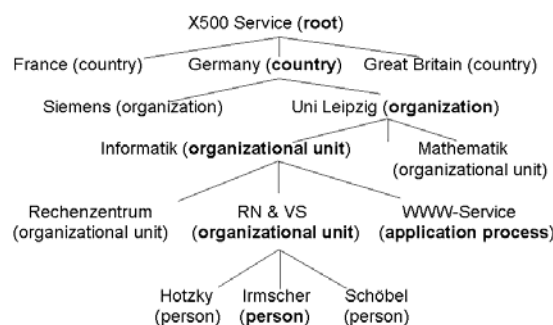 X500 Service (root)
France (country) Germany (country) Great Britain (country)
Siemens (organization) Uni Leipzig (organization)
Informatik (organizational unit) Mathematik
(organizational unit)
Rechenzentrum RN & VS WWW-Service
(organizational unit) (organizational unit) (application process)
Hotzky Irmscher Schöbel
(person) (person) (person)